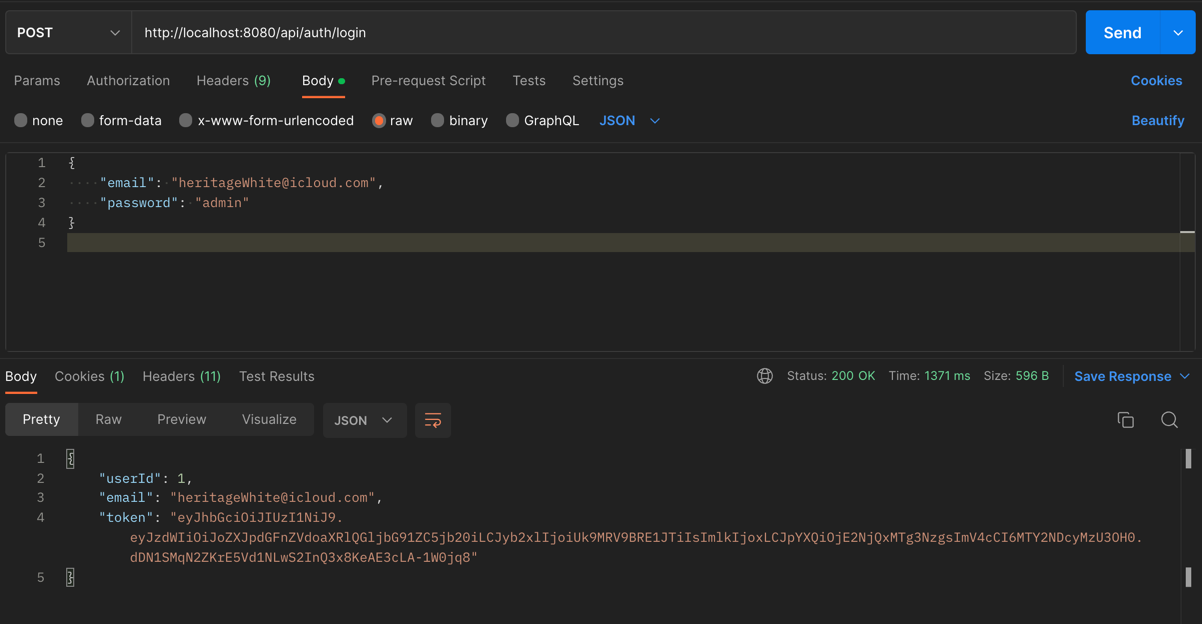 POST http://localhost:8080/api/auth/login Send
Params Authorization Headers (9) Body Pre-request Script Tests Settings Cookies
none form-data x-www-form-urlencoded raw binary GraphQL JSON Beautify
1 {
2 ····"email":·"heritageWhite@icloud.com",
3 ····"password":·"admin"
4 }
5
Body Cookies (1) Headers (11) Test Results Status: 200 OK Time: 1371 ms Size: 596 B Save Response
Pretty Raw Preview Visualize JSON
1 {
2 "userId": 1,
3 "email": "heritageWhite@icloud.com",
4 "token": "eyJhbGciOiJIUzI1NiJ9.
eyJzdWIiOiJoZXJpdGFnZVdoaXRlQGljbG91ZC5jb20iLCJyb2xlIjoiUk9MRV9BRE1JTiIsImlkIjoxLCJpYXQiOjE2NjQxMTg3NzgsImV4cCI6MTY2NDcyMzU3OH0.
dDN1SMqN2ZKrE5Vd1NLwS2InQ3x8KeAE3cLA-1W0jq8"
5 }